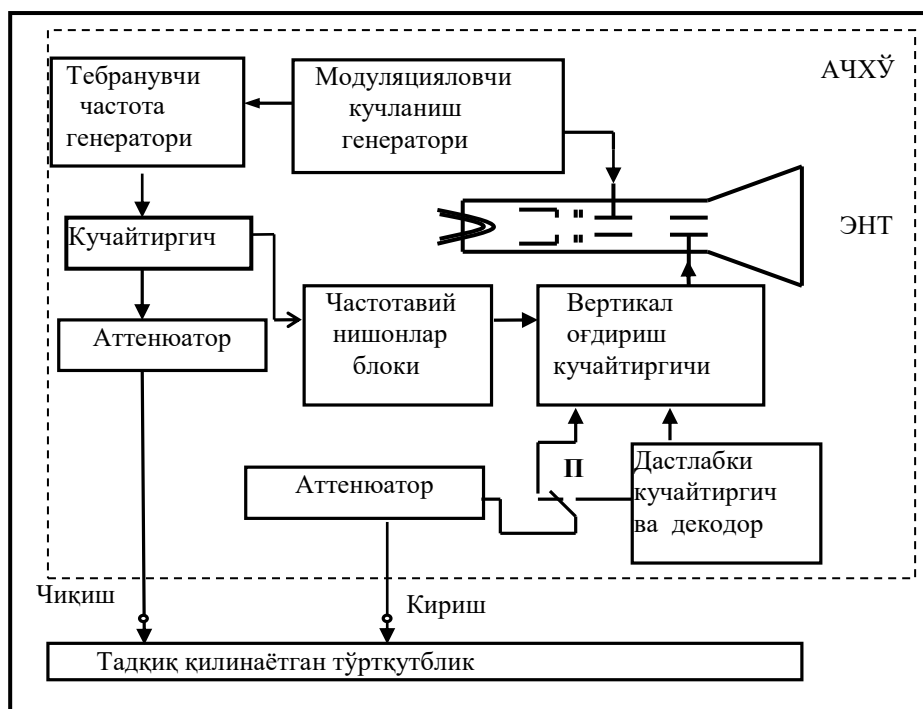 АЧХЎ
Тебранувчи
частота
генератори
Модуляцияловчи
кучланиш
генератори
ЭНТ
Кучайтиргич
Аттенюатор
Частотавий
нишонлар
блоки
Вертикал
оғдириш
кучайтиргичи
Аттенюатор
П
Дастлабки
кучайтиргич
ва декодор
Чиқиш
Кириш
Тадқиқ қилинаётган тўртқутблик